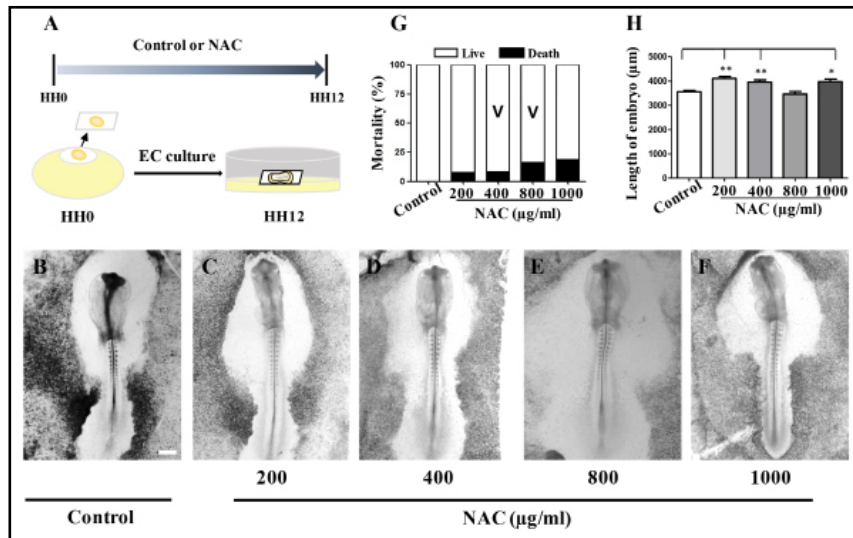 A
Control or NAC
HH0
HH12
EC culture
HH0
HH12
G
Live
Death
Mortality (%)
100
75
50
25
0
V
V
Control
200
400
800
1000
NAC (μg/ml)
H
Length of embryo (μm)
5000
4000
3000
2000
1000
0
**
**
*
Control
200
400
800
1000
NAC (μg/ml)
B
C
D
E
F
200
400
800
1000
Control
NAC (μg/ml)